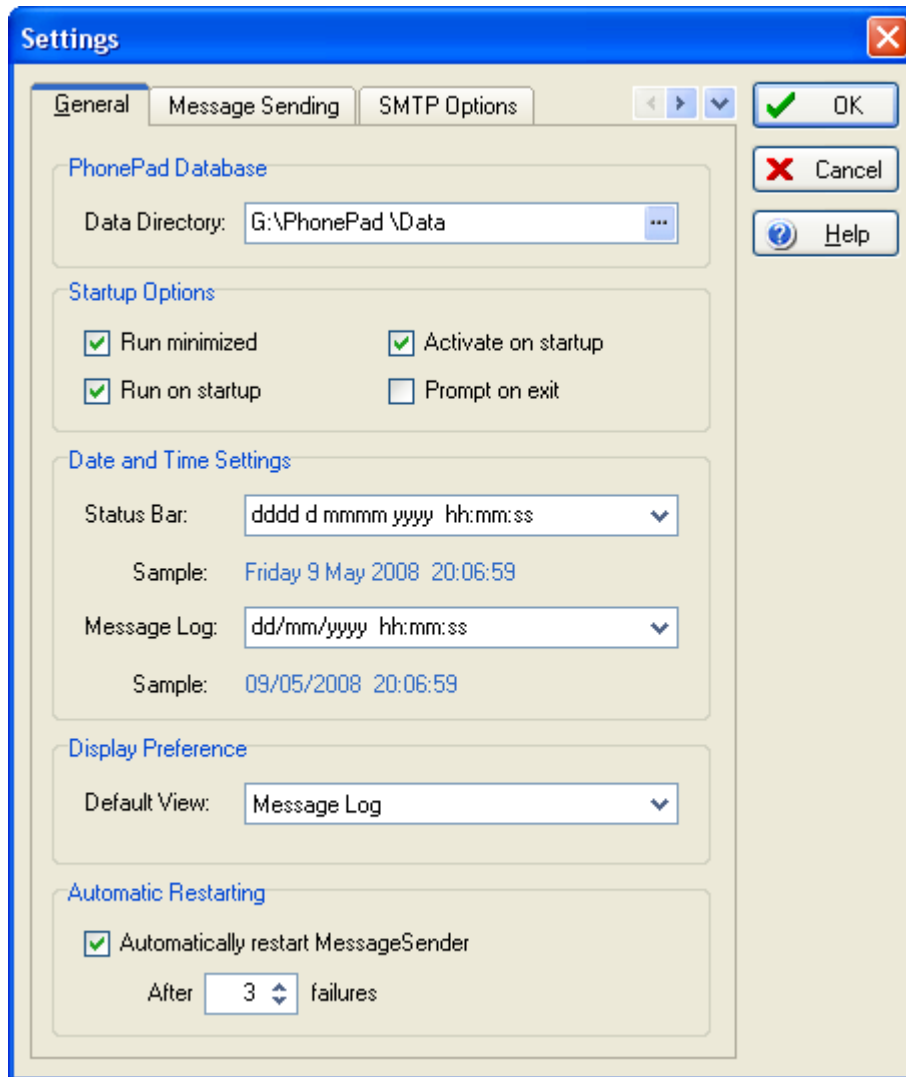 Settings
General Message Sending SMTP Options
OK
Cancel
Help
PhonePad Database
Data Directory: G:\PhonePad \Data ...
Startup Options
Run minimized Activate on startup
Run on startup Prompt on exit
Date and Time Settings
Status Bar: dddd d mmmm yyyy  hh:mm:ss
Sample: Friday 9 May 2008  20:06:59
Message Log: dd/mm/yyyy  hh:mm:ss
Sample: 09/05/2008  20:06:59
Display Preference
Default View: Message Log
Automatic Restarting
Automatically restart MessageSender
After 3 failures